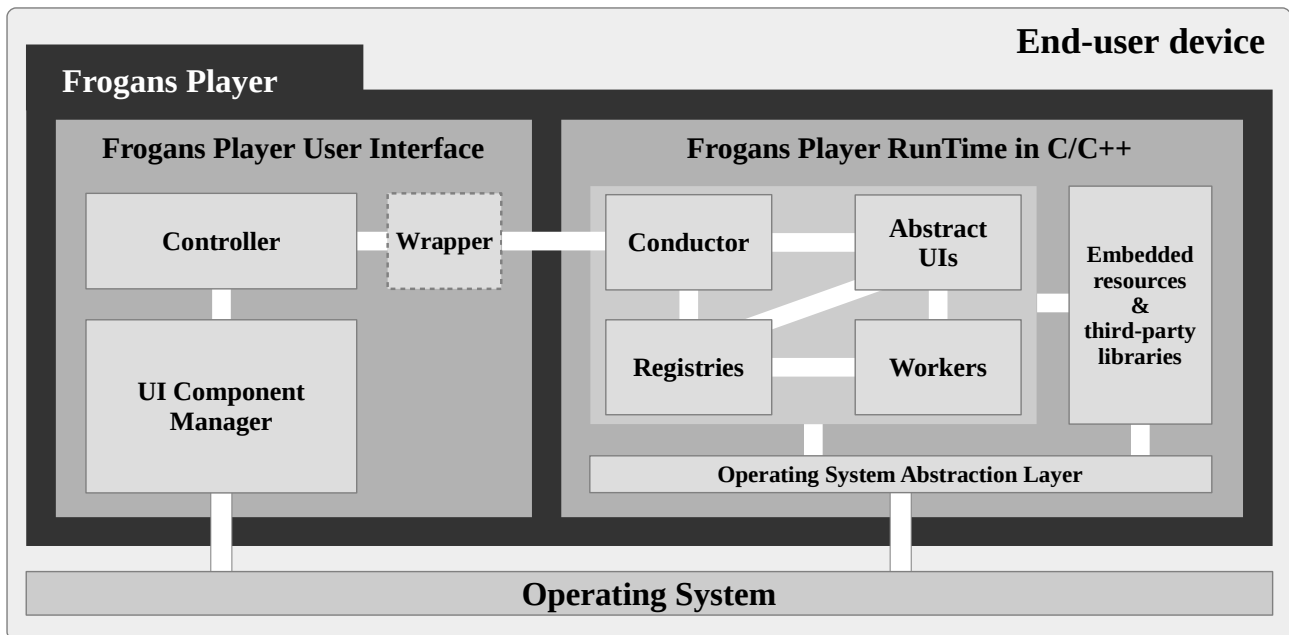 End-user device
Frogans Player
Frogans Player User Interface
Controller
Wrapper
UI Component
Manager
Frogans Player RunTime in C/C++
Conductor
Abstract
UIs
Registries
Workers
Embedded
resources
&
third-party
libraries
Operating System Abstraction Layer
Operating System